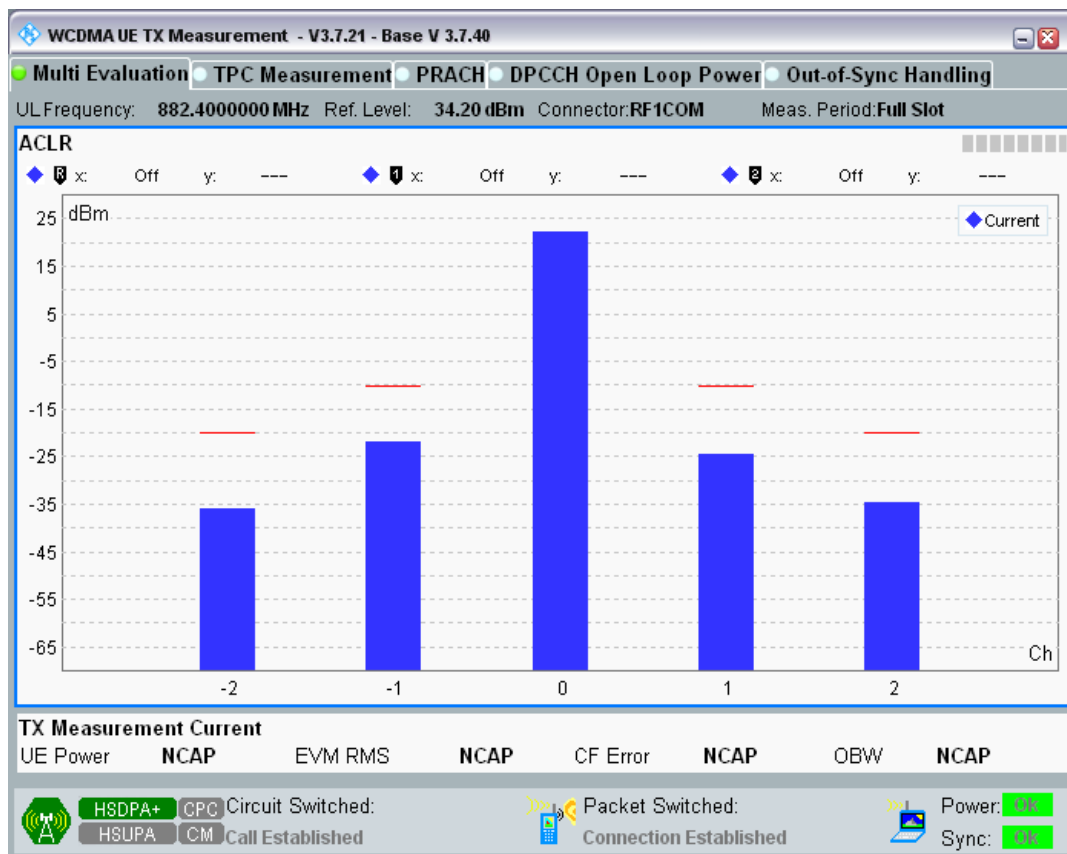 WCDMA UE TX Measurement - V3.7.21 - Base V 3.7.40
Multi Evaluation TPC Measurement PRACH DPCCH Open Loop Power Out-of-Sync Handling
UL Frequency: 882.4000000 MHz Ref. Level: 34.20 dBm Connector:RF1COM Meas. Period:Full Slot
ACLR
R x: Off y: --- 1 x: Off y: --- 2 x: Off y: ---
25 dBm
Current
15
5
-5
-15
-25
-35
-45
-55
-65
Ch
-2 -1 0 1 2
TX Measurement Current
UE Power NCAP EVM RMS NCAP CF Error NCAP OBW NCAP
HSDPA+ CPC Circuit Switched: Packet Switched: Power: Ok
HSUPA CM Call Established Connection Established Sync: Ok